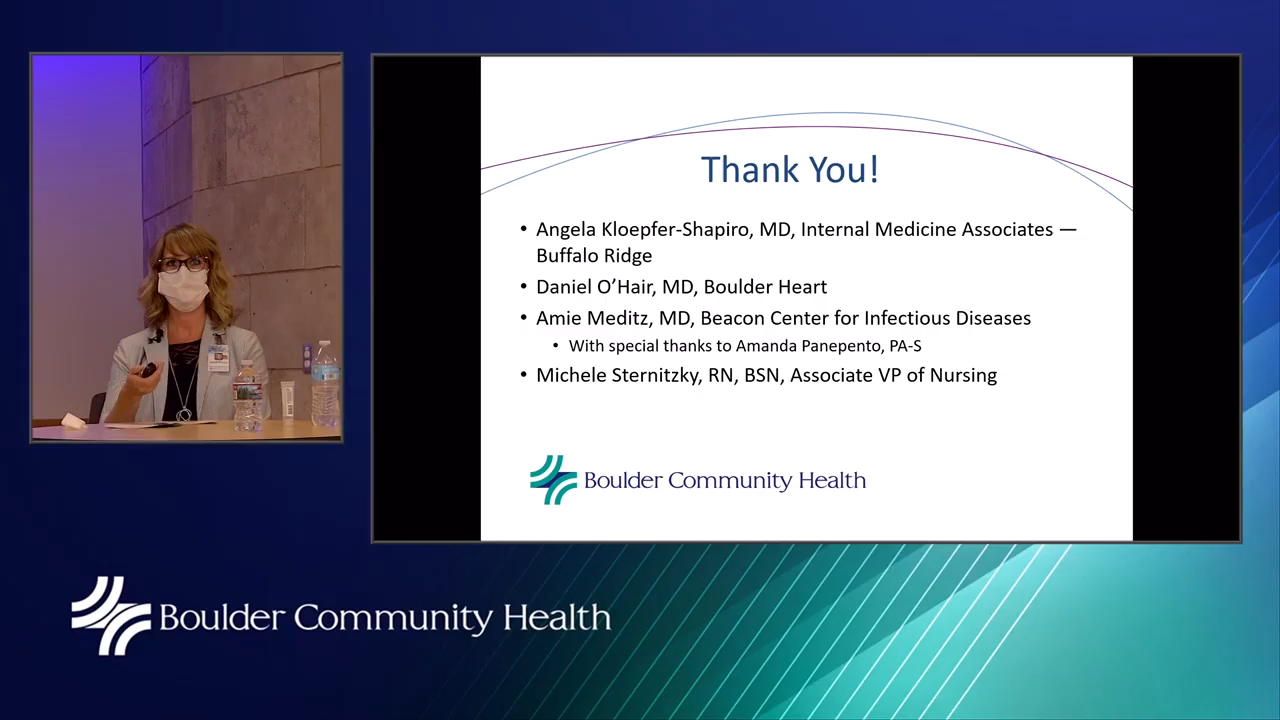 Thank You!
• Angela Kloepfer-Shapiro, MD, Internal Medicine Associates —
Buffalo Ridge
• Daniel O’Hair, MD, Boulder Heart
• Amie Meditz, MD, Beacon Center for Infectious Diseases
• With special thanks to Amanda Panepento, PA-S
• Michele Sternitzky, RN, BSN, Associate VP of Nursing
Boulder Community Health
Boulder Community Health